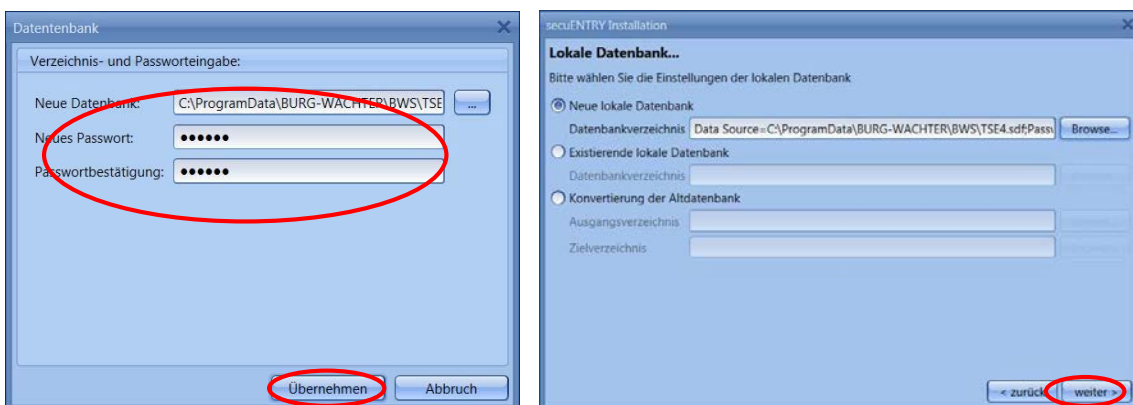 Datentenbank
Verzeichnis- und Passworteingabe:
Neue Datenbank: C:\ProgramData\BURG-WACHTER\BWS\TSE ...
Neues Passwort: ●●●●●●
Passwortbestätigung: ●●●●●●
Übernehmen Abbruch
secuENTRY Installation
Lokale Datenbank...
Bitte wählen Sie die Einstellungen der lokalen Datenbank
Neue lokale Datenbank
Datenbankverzeichnis Data Source=C:\ProgramData\BURG-WACHTER\BWS\TSE4.sdf;Passw Browse...
Existierende lokale Datenbank
Datenbankverzeichnis
Konvertierung der Altdatenbank
Ausgangsverzeichnis
Zielverzeichnis
< zurück weiter >